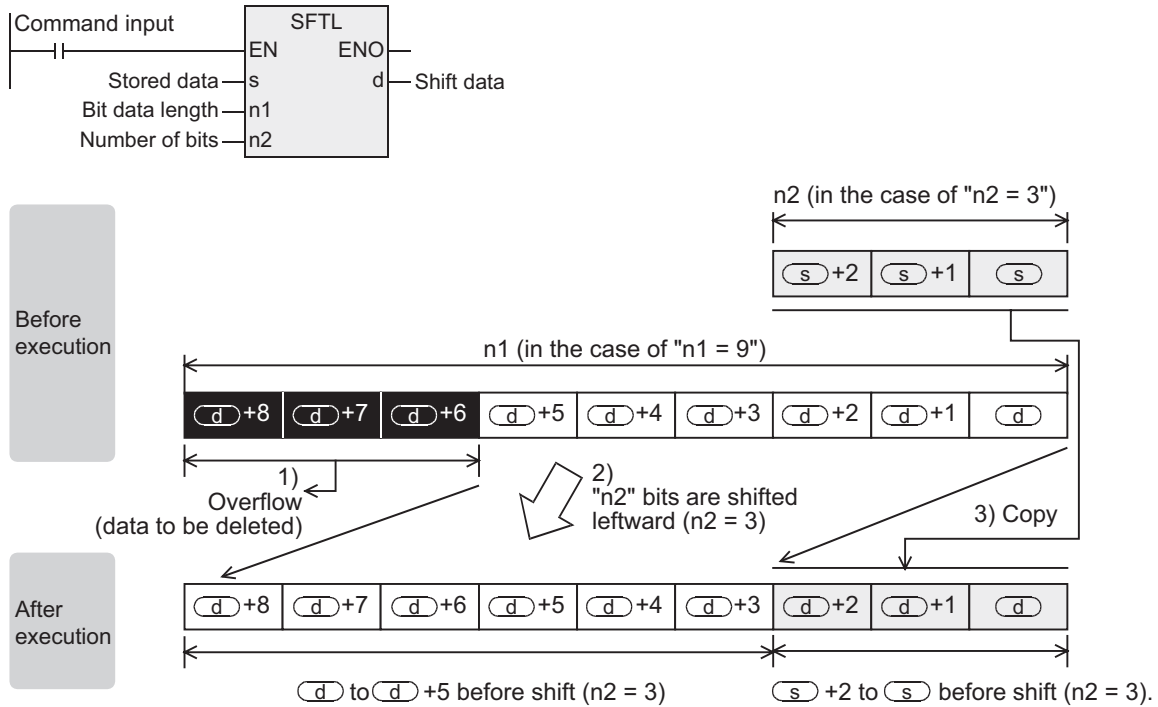 Command input
SFTL
EN ENO
Stored data s d Shift data
Bit data length n1
Number of bits n2
n2 (in the case of "n2 = 3")
s +2 s +1 s
Before
execution
n1 (in the case of "n1 = 9")
d +8 d +7 d +6 d +5 d +4 d +3 d +2 d +1 d
1)
Overflow
(data to be deleted)
2)
"n2" bits are shifted
leftward (n2 = 3)
3) Copy
After
execution
d +8 d +7 d +6 d +5 d +4 d +3 d +2 d +1 d
d to d +5 before shift (n2 = 3)
s +2 to s before shift (n2 = 3).